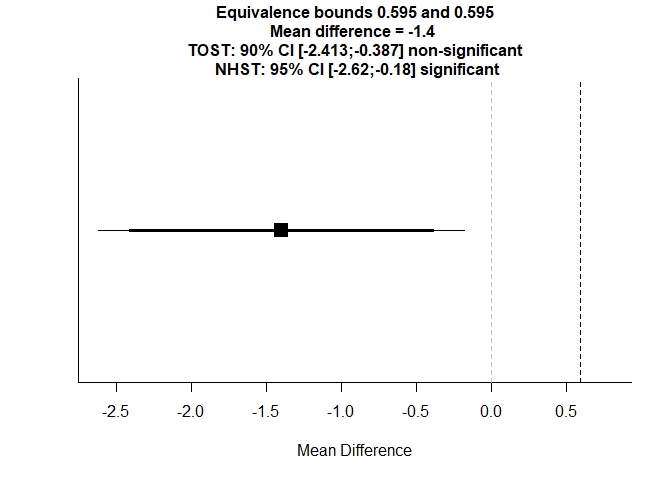 Equivalence bounds 0.595 and 0.595
Mean difference = -1.4
TOST: 90% CI [-2.413;-0.387] non-significant
NHST: 95% CI [-2.62;-0.18] significant
-2.5 -2.0 -1.5 -1.0 -0.5 0.0 0.5
Mean Difference